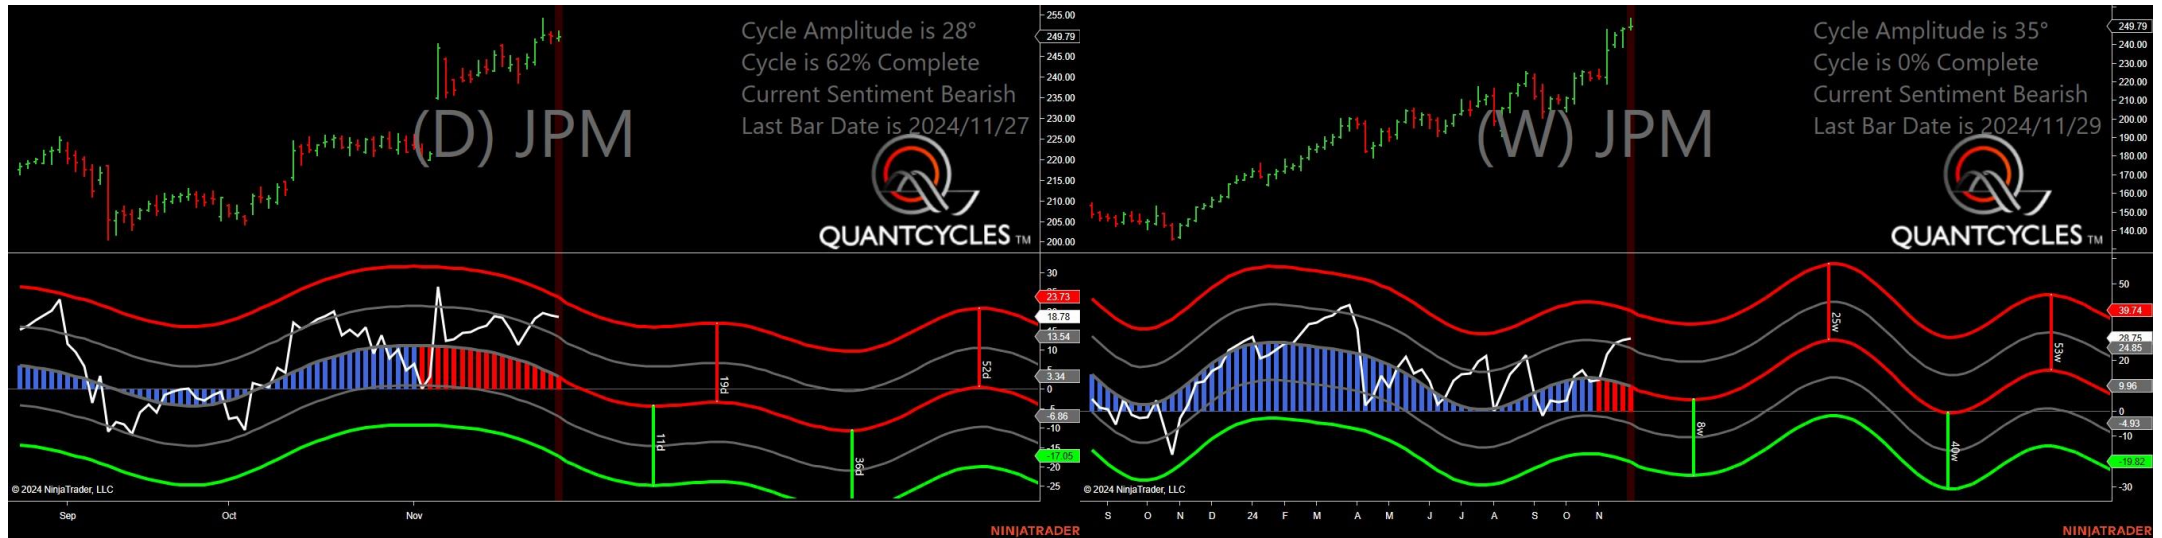 Cycle Amplitude is 28°
Cycle is 62% Complete
Current Sentiment Bearish
Last Bar Date is 2024/11/27
(D) JPM
QUANTCYCLES TM
255.00
249.79
245.00
240.00
235.00
230.00
225.00
220.00
215.00
210.00
205.00
200.00
30
23.73
18.78
13.54
10
3.34
0
-6.86
-10
-15
-17.05
-20
-25
11d
19d
36d
52d
© 2024 NinjaTrader, LLC
Sep
Oct
Nov
NINJATRADER
Cycle Amplitude is 35°
Cycle is 0% Complete
Current Sentiment Bearish
Last Bar Date is 2024/11/29
(W) JPM
QUANTCYCLES TM
249.79
240.00
230.00
220.00
210.00
200.00
190.00
180.00
170.00
160.00
150.00
140.00
50
39.74
28.75
24.85
20
9.96
0
-4.93
-10
-19.82
-30
8w
25w
40w
53w
© 2024 NinjaTrader, LLC
S
O
N
D
24
F
M
A
M
J
J
A
S
O
N
NINJATRADER